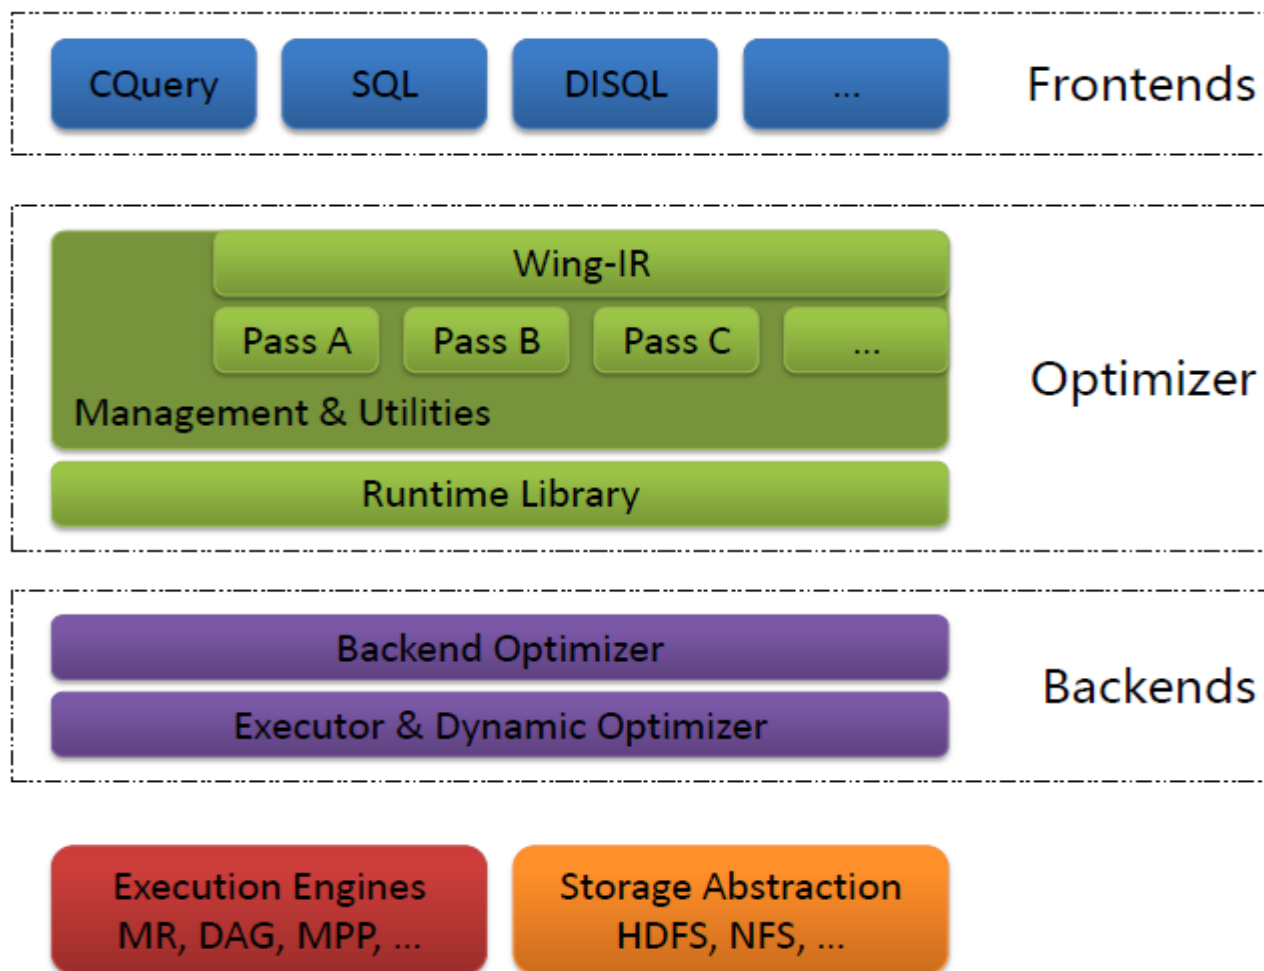 CQuery
SQL
DISQL
...
Frontends
Wing-IR
Pass A
Pass B
Pass C
...
Optimizer
Management & Utilities
Runtime Library
Backend Optimizer
Backends
Executor & Dynamic Optimizer
Execution Engines
MR, DAG, MPP, ...
Storage Abstraction
HDFS, NFS, ...